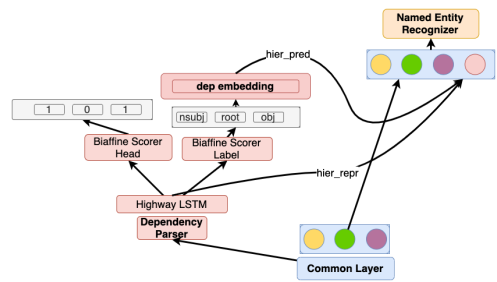 Named Entity
Recognizer
hier_pred
dep embedding
1 0 1
nsubj root obj
Biaffine Scorer
Head
Biaffine Scorer
Label
hier_repr
Highway LSTM
Dependency
Parser
Common Layer